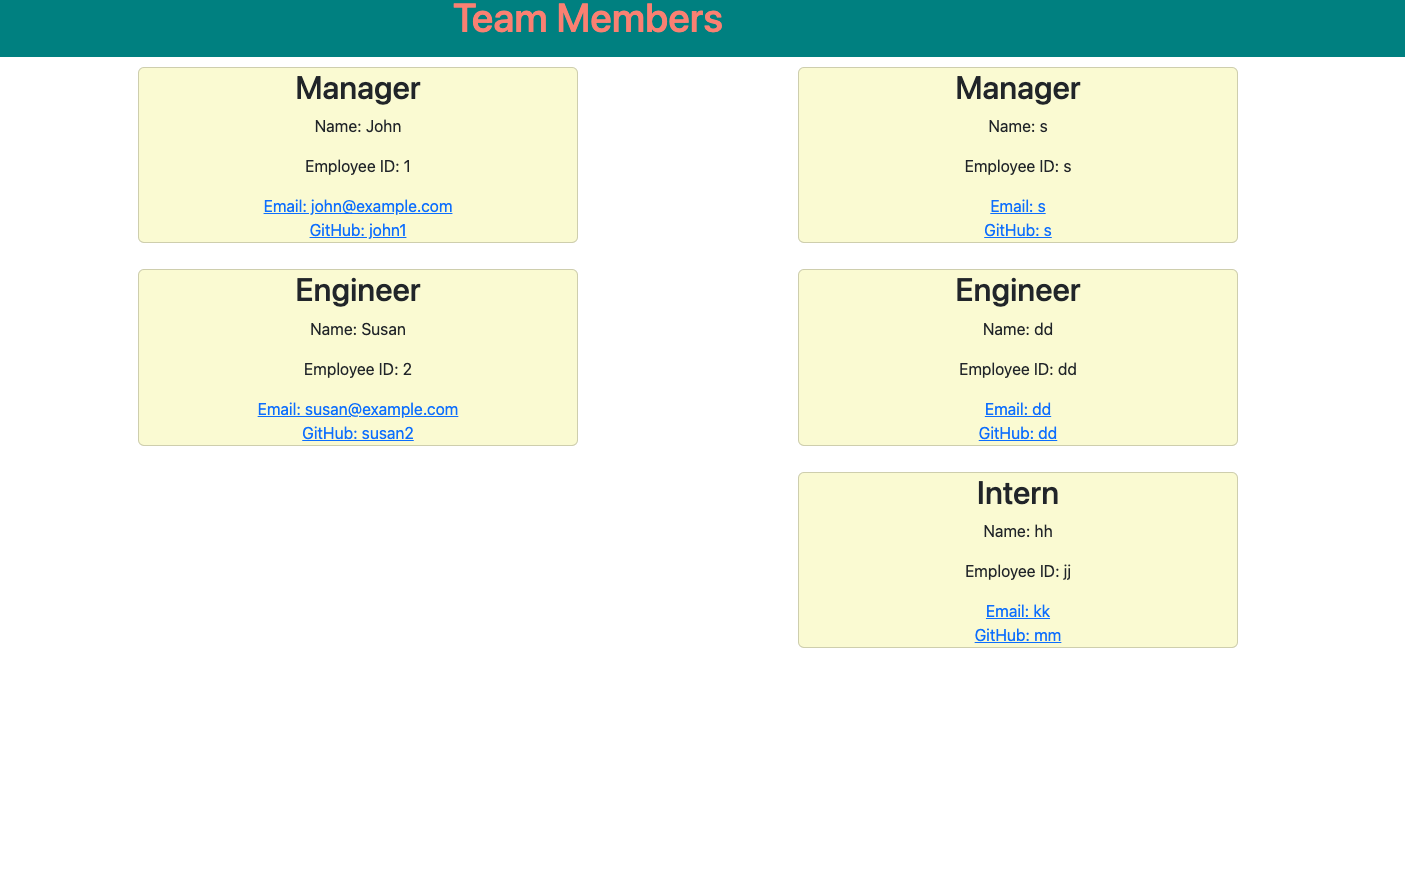 Team Members
Manager
Name: John
Employee ID: 1
Email: john@example.com
GitHub: john1
Engineer
Name: Susan
Employee ID: 2
Email: susan@example.com
GitHub: susan2
Manager
Name: s
Employee ID: s
Email: s
GitHub: s
Engineer
Name: dd
Employee ID: dd
Email: dd
GitHub: dd
Intern
Name: hh
Employee ID: jj
Email: kk
GitHub: mm